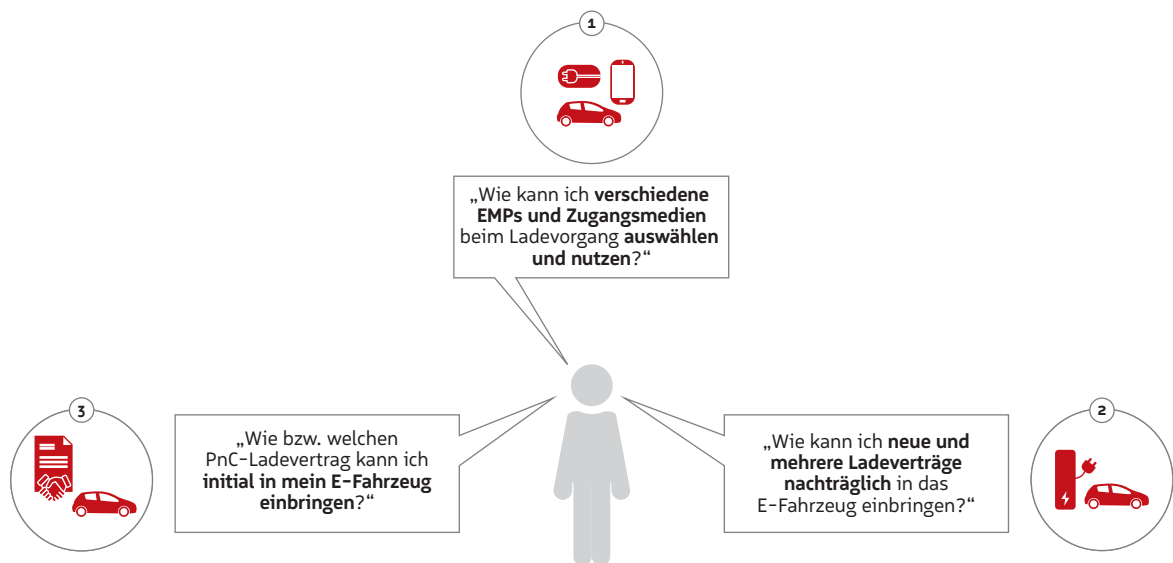 1
„Wie kann ich verschiedene
EMPs und Zugangsmedien
beim Ladevorgang auswählen
und nutzen?“
3
„Wie bzw. welchen
PnC-Ladevertrag kann ich
initial in mein E-Fahrzeug
einbringen?“
2
„Wie kann ich neue und
mehrere Ladeverträge
nachträglich in das
E-Fahrzeug einbringen?“